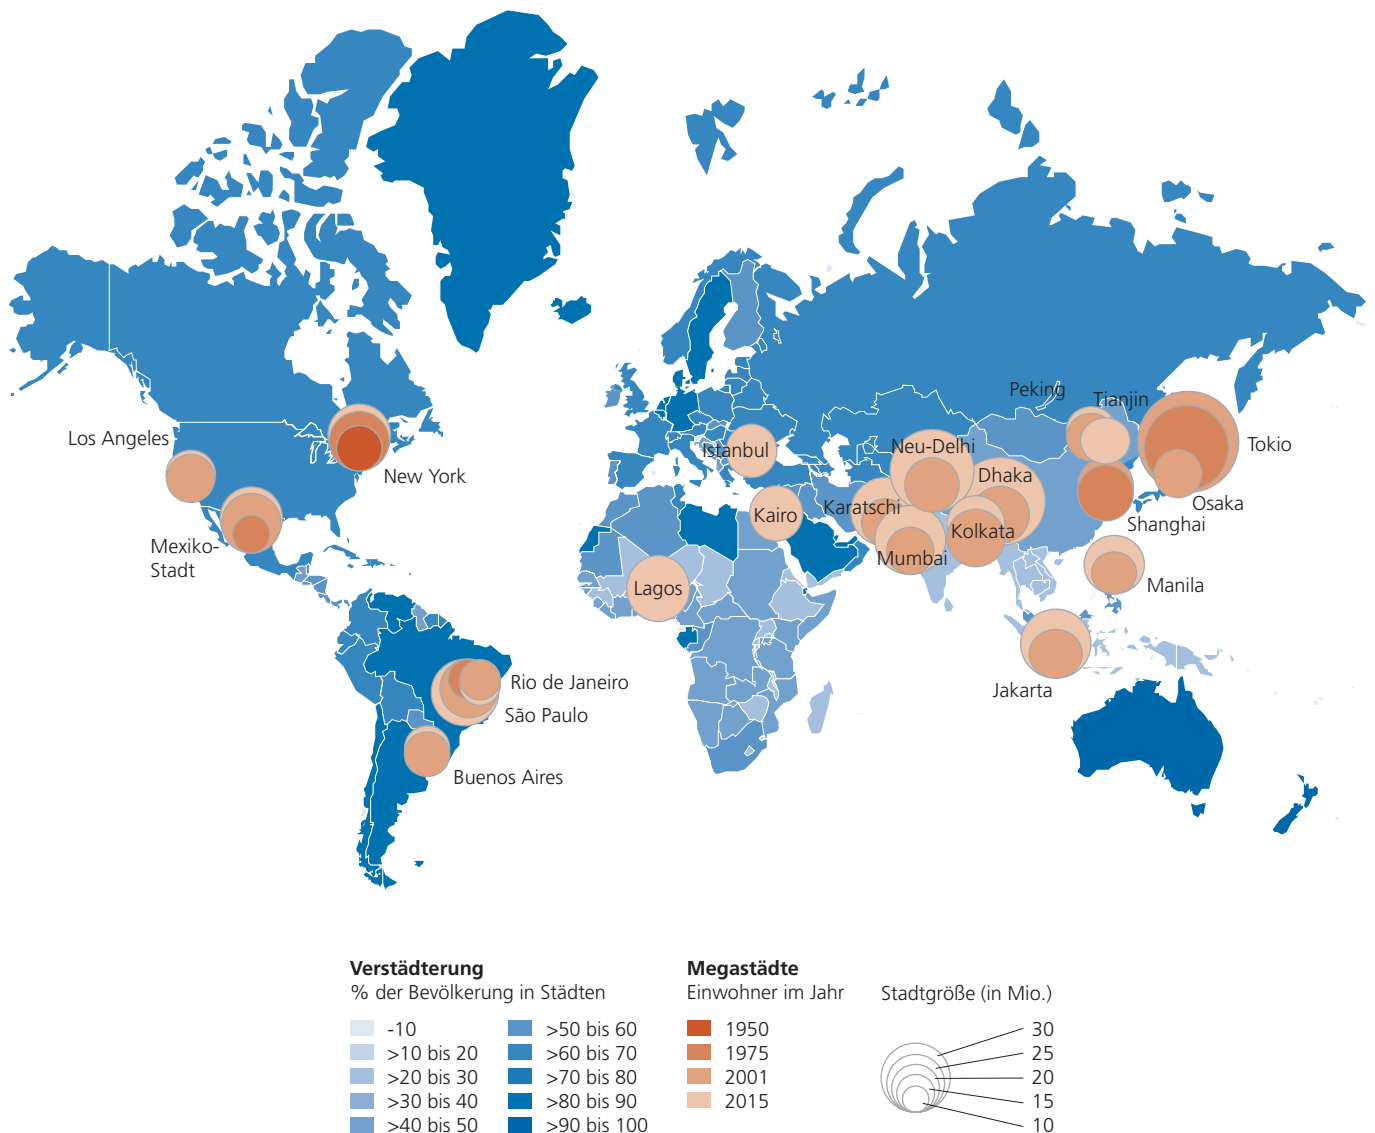 Peking
Tianjin
Los Angeles
Istanbul
Neu-Delhi
Tokio
New York
Dhaka
Kairo
Karatschi
Osaka
Mexiko-
Stadt
Kolkata
Shanghai
Mumbai
Lagos
Manila
Rio de Janeiro
Jakarta
São Paulo
Buenos Aires
Verstädterung
% der Bevölkerung in Städten
-10
>10 bis 20
>20 bis 30
>30 bis 40
>40 bis 50
>50 bis 60
>60 bis 70
>70 bis 80
>80 bis 90
>90 bis 100
Megastädte
Einwohner im Jahr
1950
1975
2001
2015
Stadtgröße (in Mio.)
30
25
20
15
10